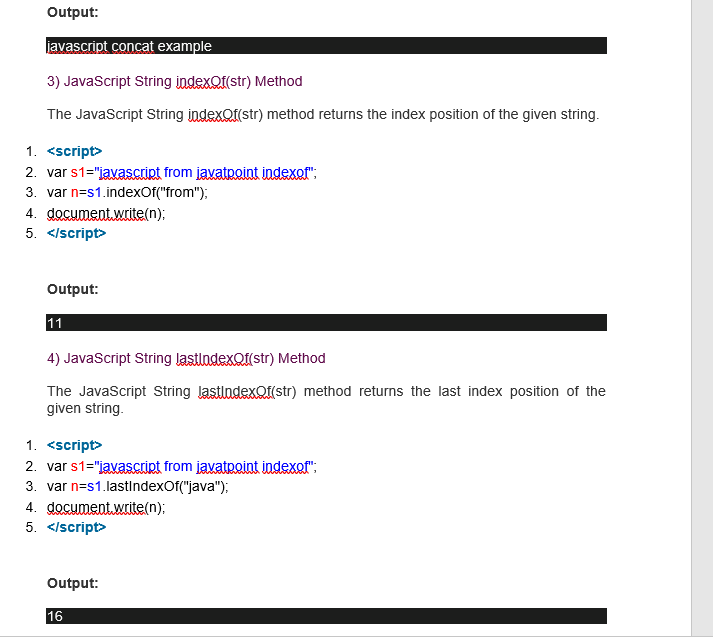 Output:
javascript concat example
3) JavaScript String indexOf(str) Method
The JavaScript String indexOf(str) method returns the index position of the given string.
1. <script>
2. var s1="javascript from javatpoint indexof";
3. var n=s1.indexOf("from");
4. document.write(n);
5. </script>
Output:
11
4) JavaScript String lastIndexOf(str) Method
The JavaScript String lastIndexOf(str) method returns the last index position of the
given string.
1. <script>
2. var s1="javascript from javatpoint indexof";
3. var n=s1.lastIndexOf("java");
4. document.write(n);
5. </script>
Output:
16